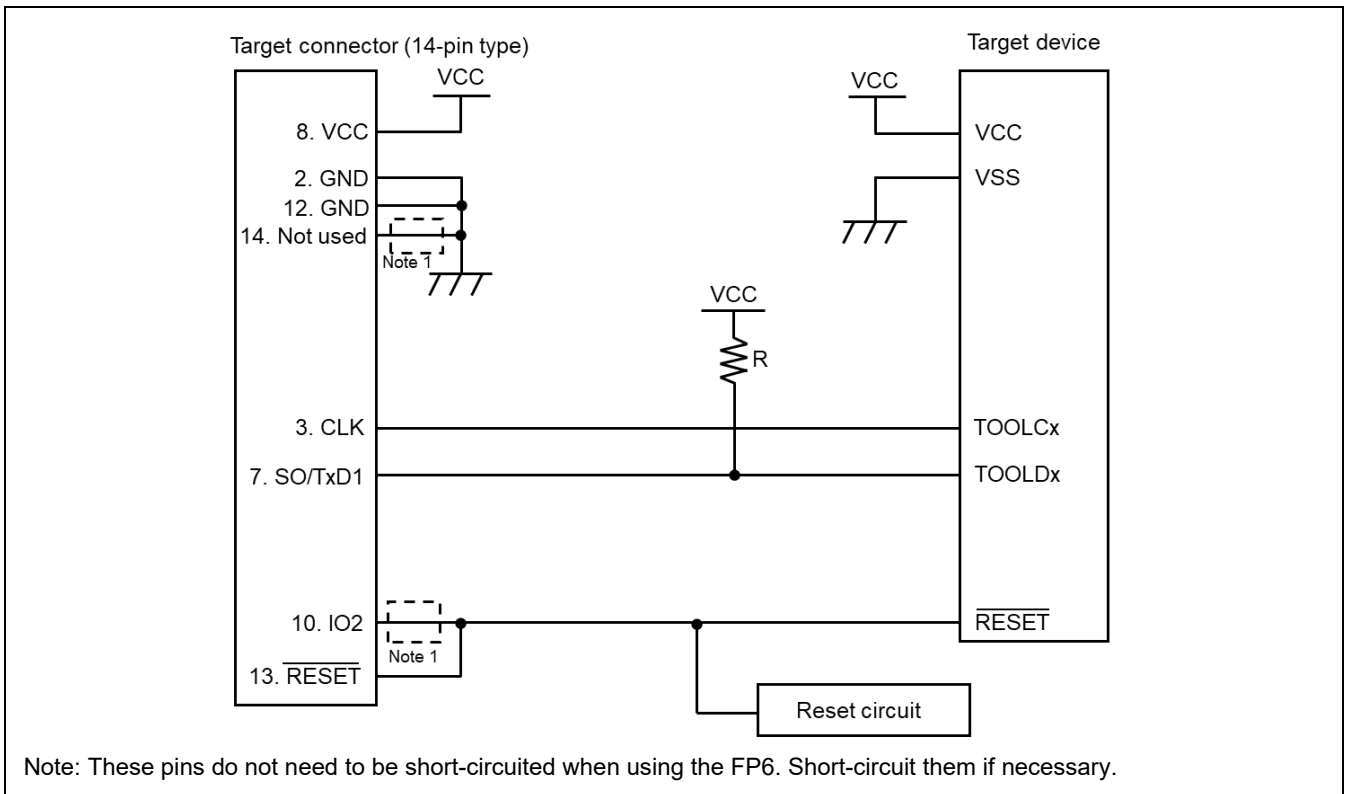 Target connector (14-pin type)
Target device
VCC
VCC
8. VCC
VCC
2. GND
VSS
12. GND
14. Not used
Note 1
VCC
R
3. CLK
TOOLCx
7. SO/TxD1
TOOLDx
10. IO2
RESET
Note 1
13. RESET
Reset circuit
Note: These pins do not need to be short-circuited when using the FP6. Short-circuit them if necessary.